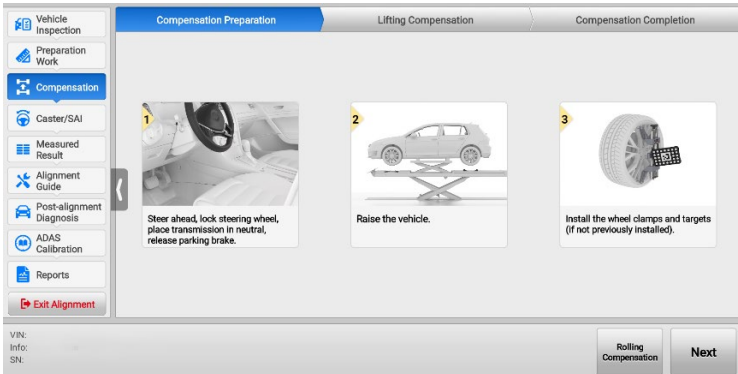 Vehicle
Inspection
Preparation
Work
Compensation
Caster/SAI
Measured
Result
Alignment
Guide
Post-alignment
Diagnosis
ADAS
Calibration
Reports
Exit Alignment
Compensation Preparation
Lifting Compensation
Compensation Completion
1
Steer ahead, lock steering wheel,
place transmission in neutral,
release parking brake.
2
Raise the vehicle.
3
Install the wheel clamps and targets
(if not previously installed).
VIN:
Info:
SN:
Rolling
Compensation
Next